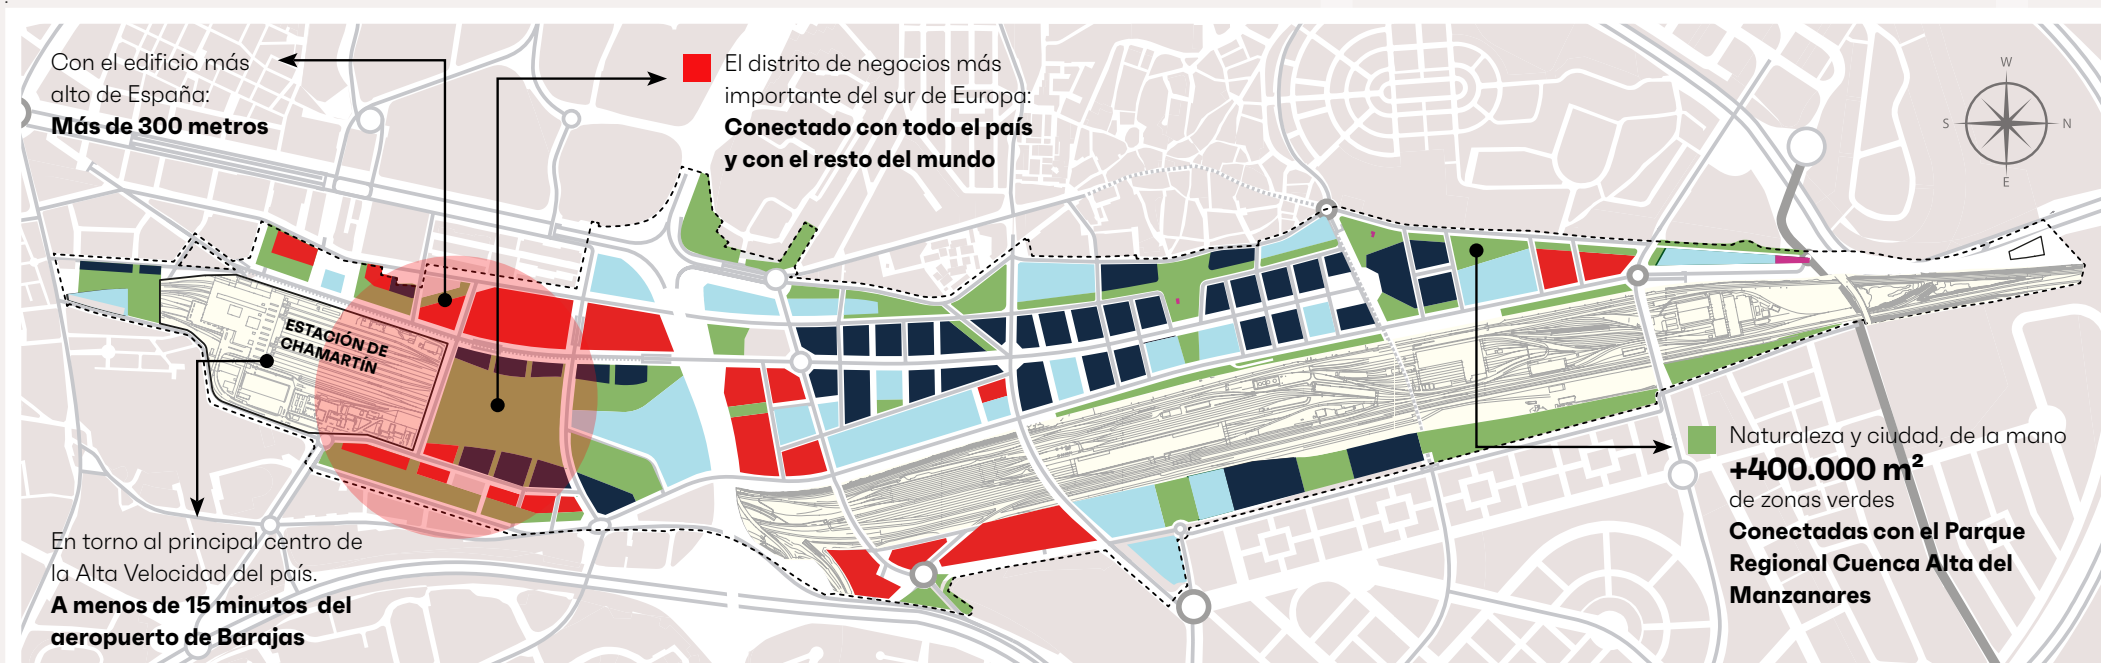 Con el edificio más
alto de España:
Más de 300 metros
El distrito de negocios más
importante del sur de Europa:
Conectado con todo el país
y con el resto del mundo
W
S
N
E
ESTACIÓN DE
CHAMARTÍN
En torno al principal centro de
la Alta Velocidad del país.
A menos de 15 minutos del
aeropuerto de Barajas
Naturaleza y ciudad, de la mano
+400.000 m²
de zonas verdes
Conectadas con el Parque
Regional Cuenca Alta del
Manzanares